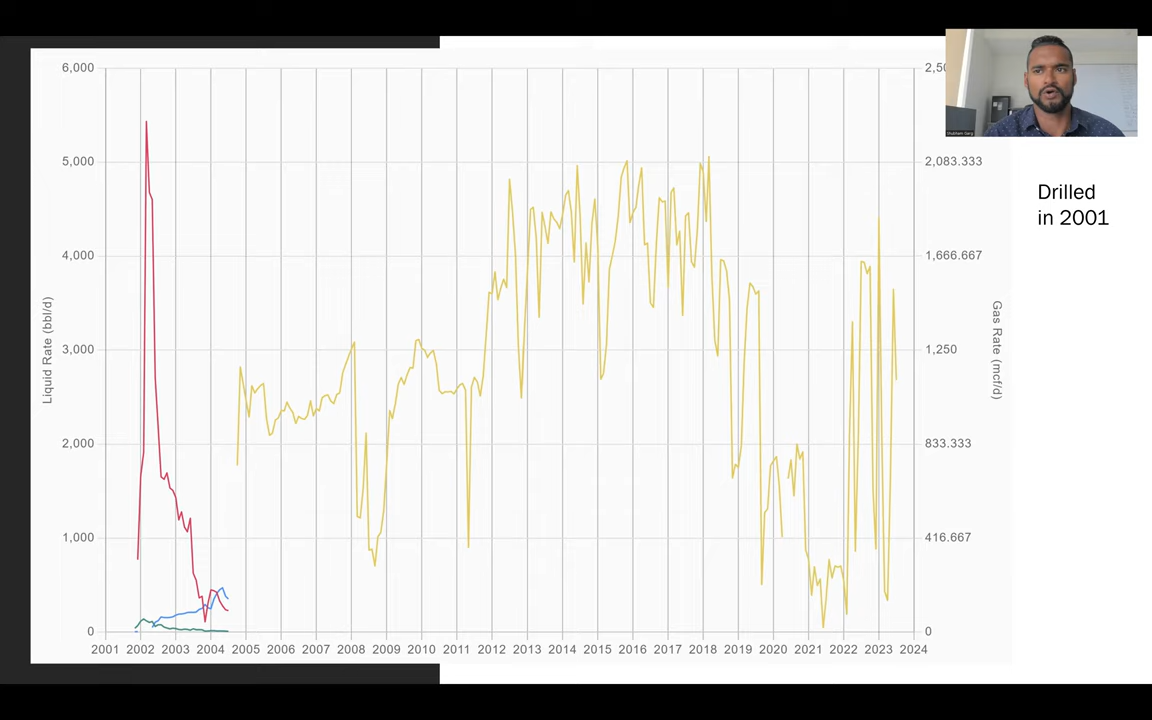 6,000
5,000
4,000
3,000
2,000
1,000
0
Liquid Rate (bbl/d)
2001 2002 2003 2004 2005 2006 2007 2008 2009 2010 2011 2012 2013 2014 2015 2016 2017 2018 2019 2020 2021 2022 2023 2024
2,083.333
1,666.667
1,250
833.333
416.667
0
Gas Rate (mcf/d)
Drilled
in 2001